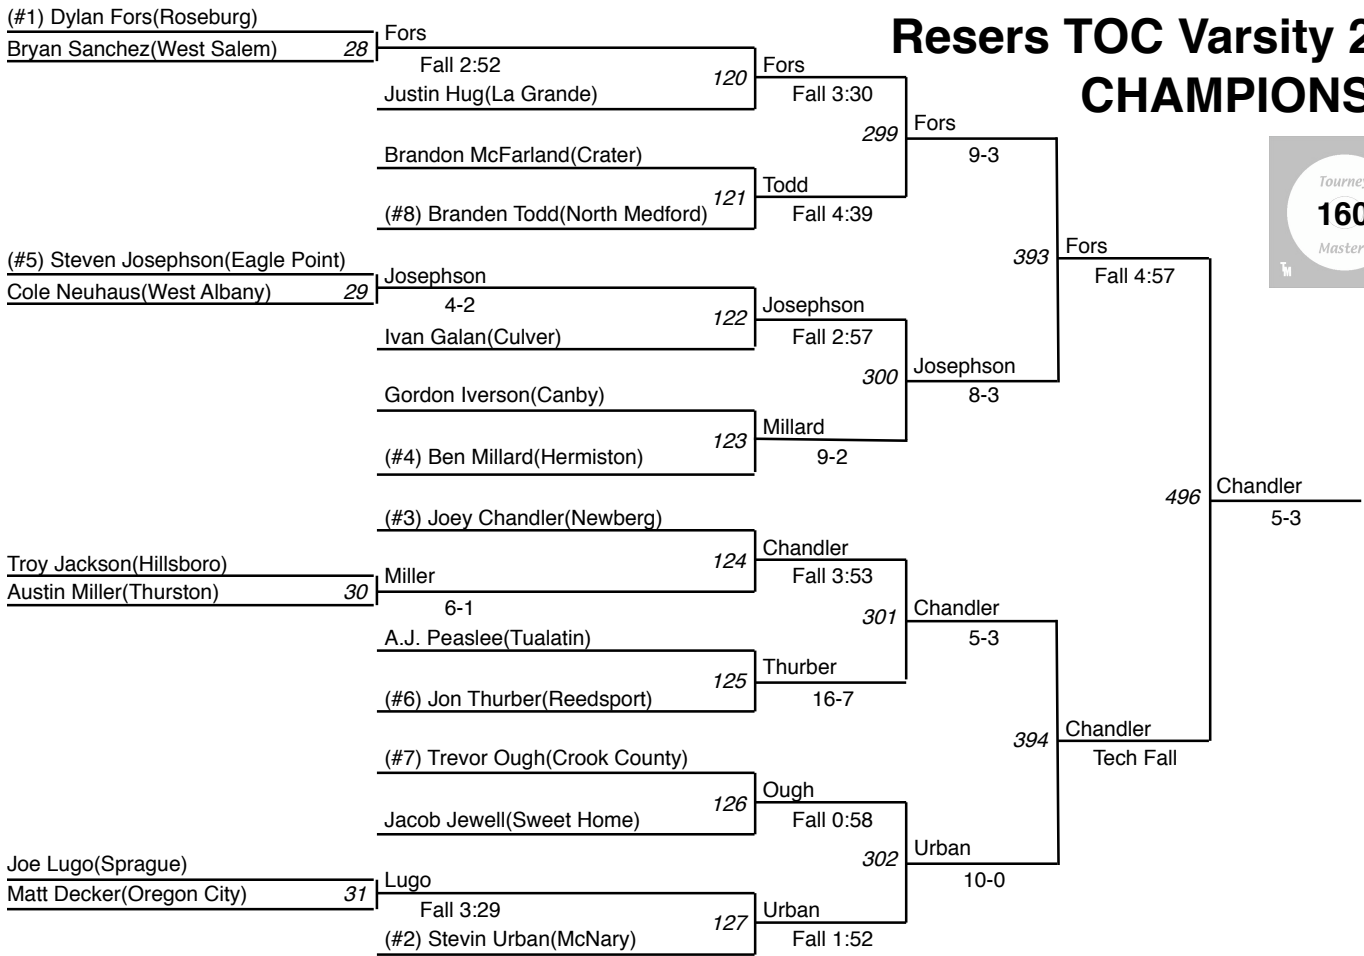 Resers TOC Varsity 2
CHAMPIONS
Tourne
160
Master
TM
(#1) Dylan Fors(Roseburg)
Bryan Sanchez(West Salem) 28
Fors
Fall 2:52
Justin Hug(La Grande)
120
Fors
Fall 3:30
Brandon McFarland(Crater)
(#8) Branden Todd(North Medford)
121
Todd
Fall 4:39
299
Fors
9-3
(#5) Steven Josephson(Eagle Point)
Cole Neuhaus(West Albany) 29
Josephson
4-2
Ivan Galan(Culver)
122
Josephson
Fall 2:57
Gordon Iverson(Canby)
(#4) Ben Millard(Hermiston)
123
Millard
9-2
300
Josephson
8-3
393
Fors
Fall 4:57
(#3) Joey Chandler(Newberg)
Troy Jackson(Hillsboro)
Austin Miller(Thurston) 30
Miller
6-1
124
Chandler
Fall 3:53
A.J. Peaslee(Tualatin)
(#6) Jon Thurber(Reedsport)
125
Thurber
16-7
301
Chandler
5-3
(#7) Trevor Ough(Crook County)
Jacob Jewell(Sweet Home)
126
Ough
Fall 0:58
Joe Lugo(Sprague)
Matt Decker(Oregon City) 31
Lugo
Fall 3:29
(#2) Stevin Urban(McNary)
127
Urban
Fall 1:52
302
Urban
10-0
394
Chandler
Tech Fall
496
Chandler
5-3